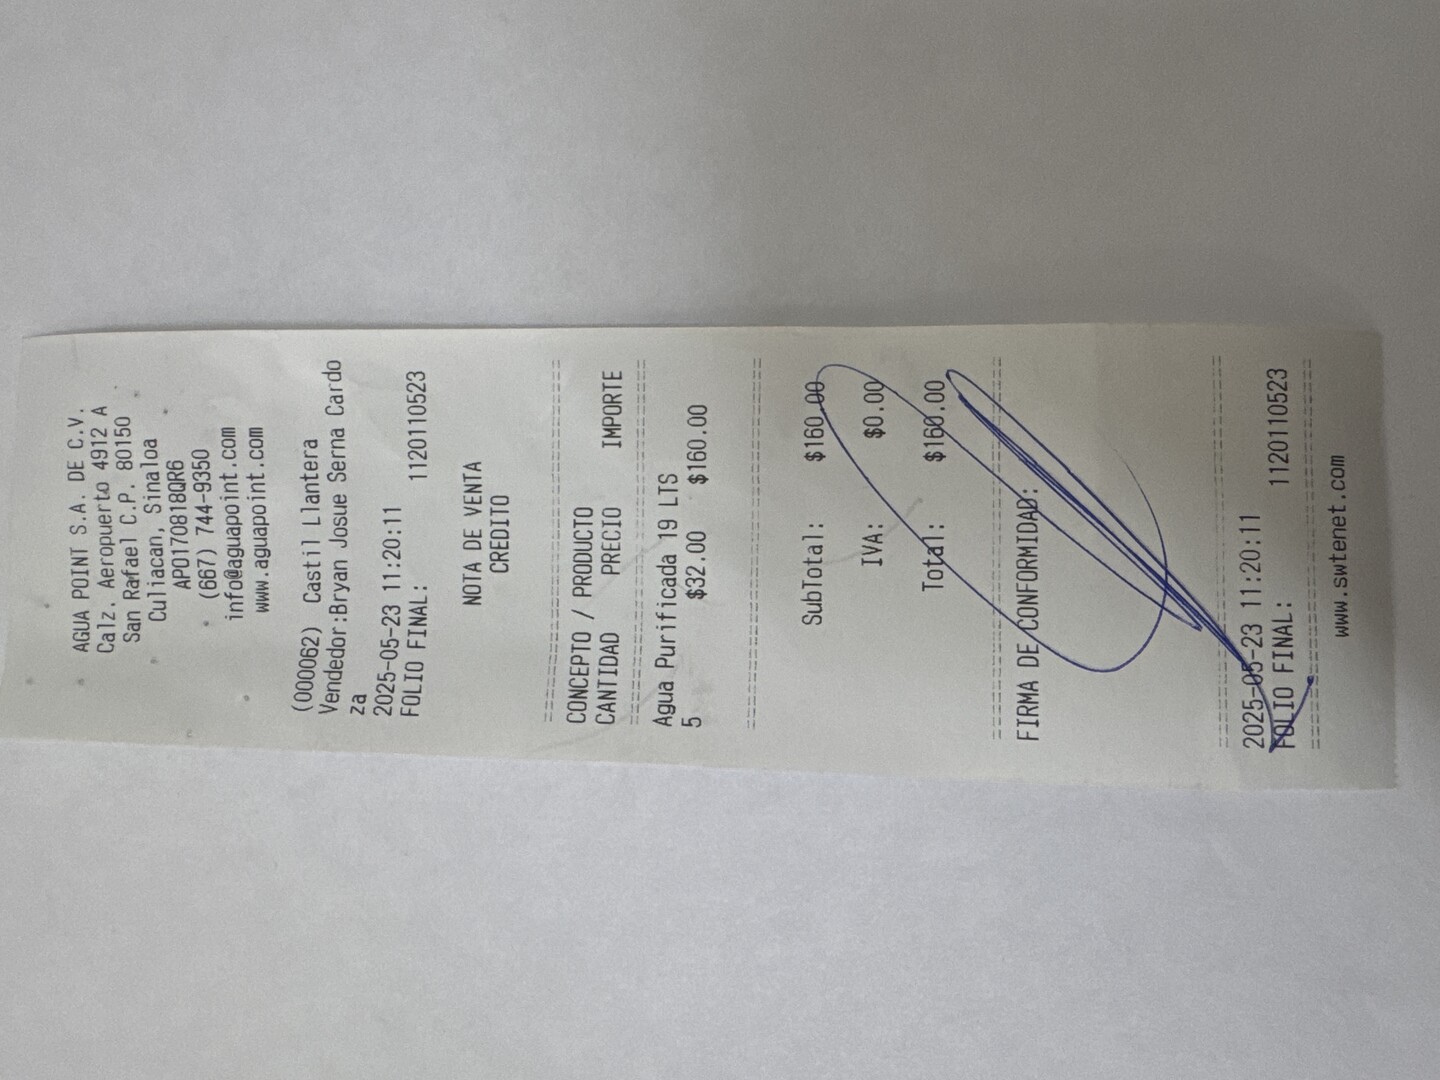 AGUA POINT S.A. DE C.V.
Calz. Aeropuerto 4912 A
San Rafael C.P. 80150
Culiacan, Sinaloa
APO170818QR6
(667) 744-9350
info@aguapoint.com
www.aguapoint.com
(000062) Castil Llantera
Vendedor:Bryan Josue Serna Cardo
za
2025-05-23 11:20:11
FOLIO FINAL: 1120110523
NOTA DE VENTA
CREDITO
CONCEPTO / PRODUCTO
CANTIDAD PRECIO IMPORTE
Agua Purificada 19 LTS
5 $32.00 $160.00
SubTotal: $160.00
IVA: $0.00
Total: $160.00
FIRMA DE CONFORMIDAD:
2025-05-23 11:20:11
FOLIO FINAL: 1120110523
www.swtenet.com